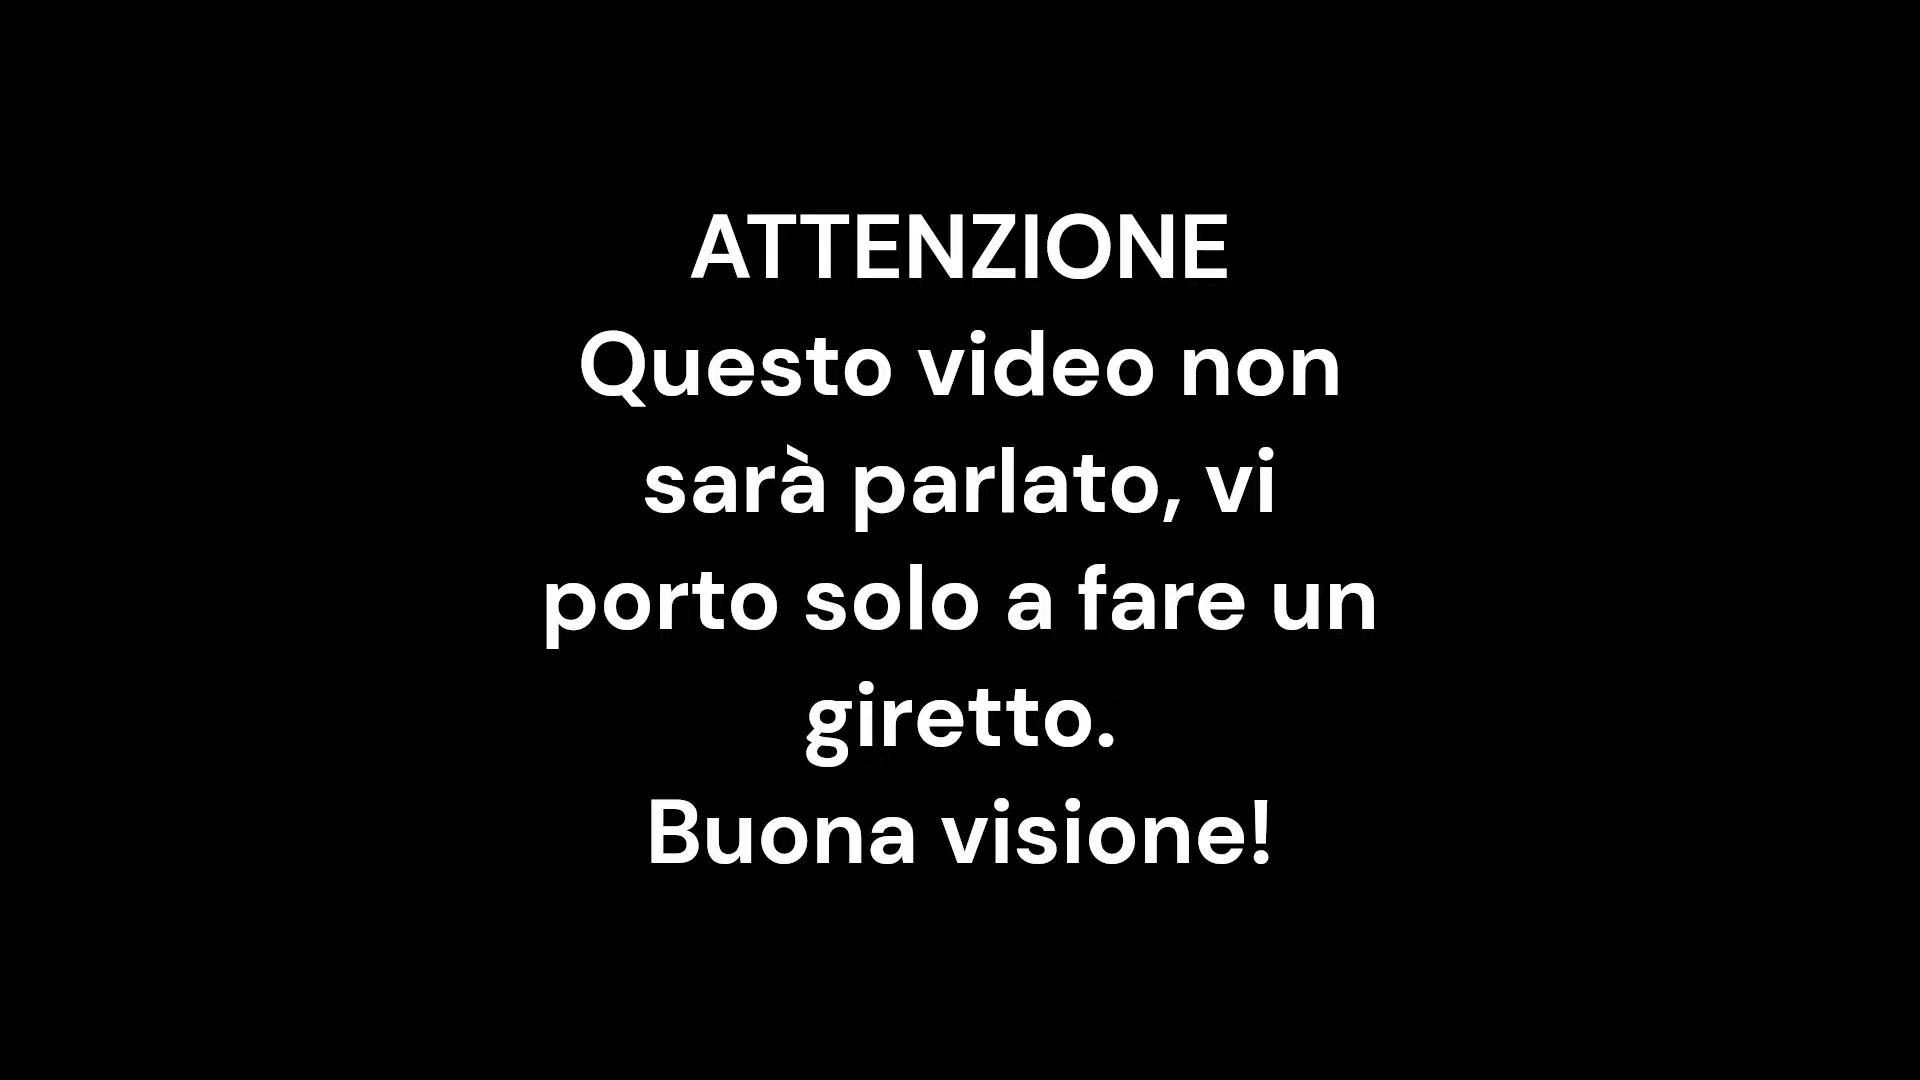 ATTENZIONE
Questo video non
sarà parlato, vi
porto solo a fare un
giretto.
Buona visione!